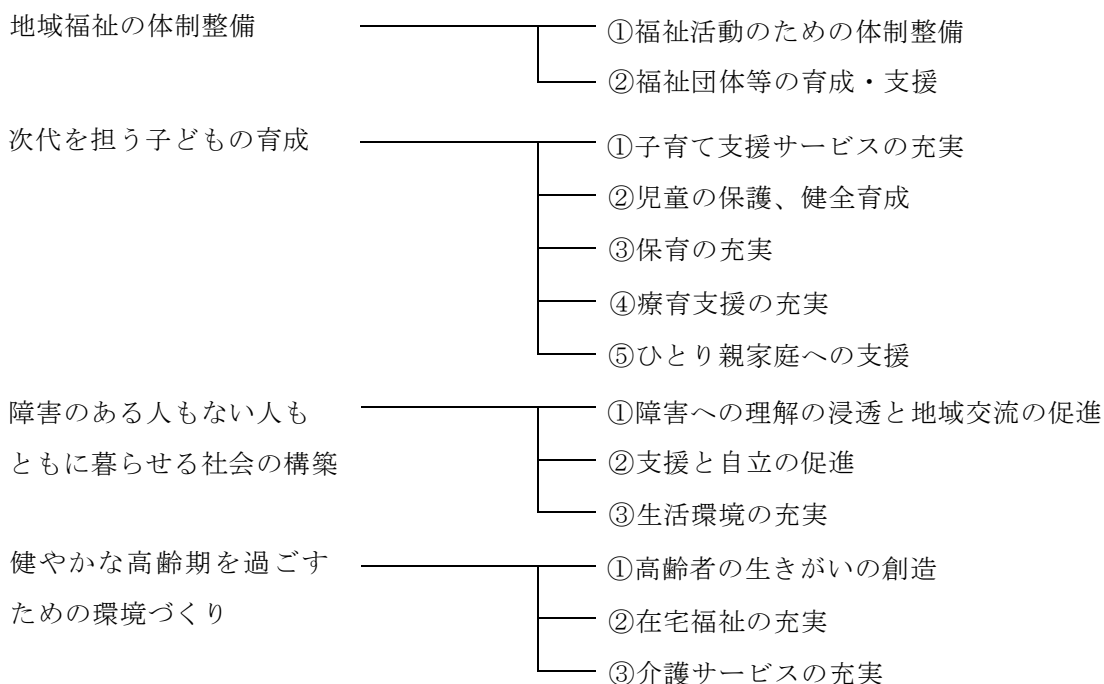 地域福祉の体制整備
①福祉活動のための体制整備
②福祉団体等の育成・支援
次代を担う子どもの育成
①子育て支援サービスの充実
②児童の保護、健全育成
③保育の充実
④療育支援の充実
⑤ひとり親家庭への支援
障害のある人もない人も
ともに暮らせる社会の構築
①障害への理解の浸透と地域交流の促進
②支援と自立の促進
③生活環境の充実
健やかな高齢期を過ごす
ための環境づくり
①高齢者の生きがいの創造
②在宅福祉の充実
③介護サービスの充実